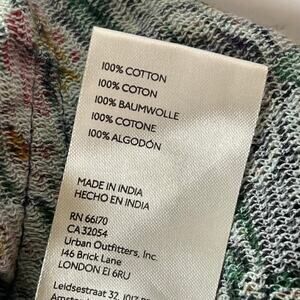 100% COTTON
100% COTON
100% BAUMWOLLE
100% COTONE
100% ALGODÓN
MADE IN INDIA
HECHO EN INDIA
RN 66170
CA 32054
Urban Outfitters, Inc.
146 Brick Lane
LONDON E1 6RU
Leidsestraat 32, 1017
Amsterdam